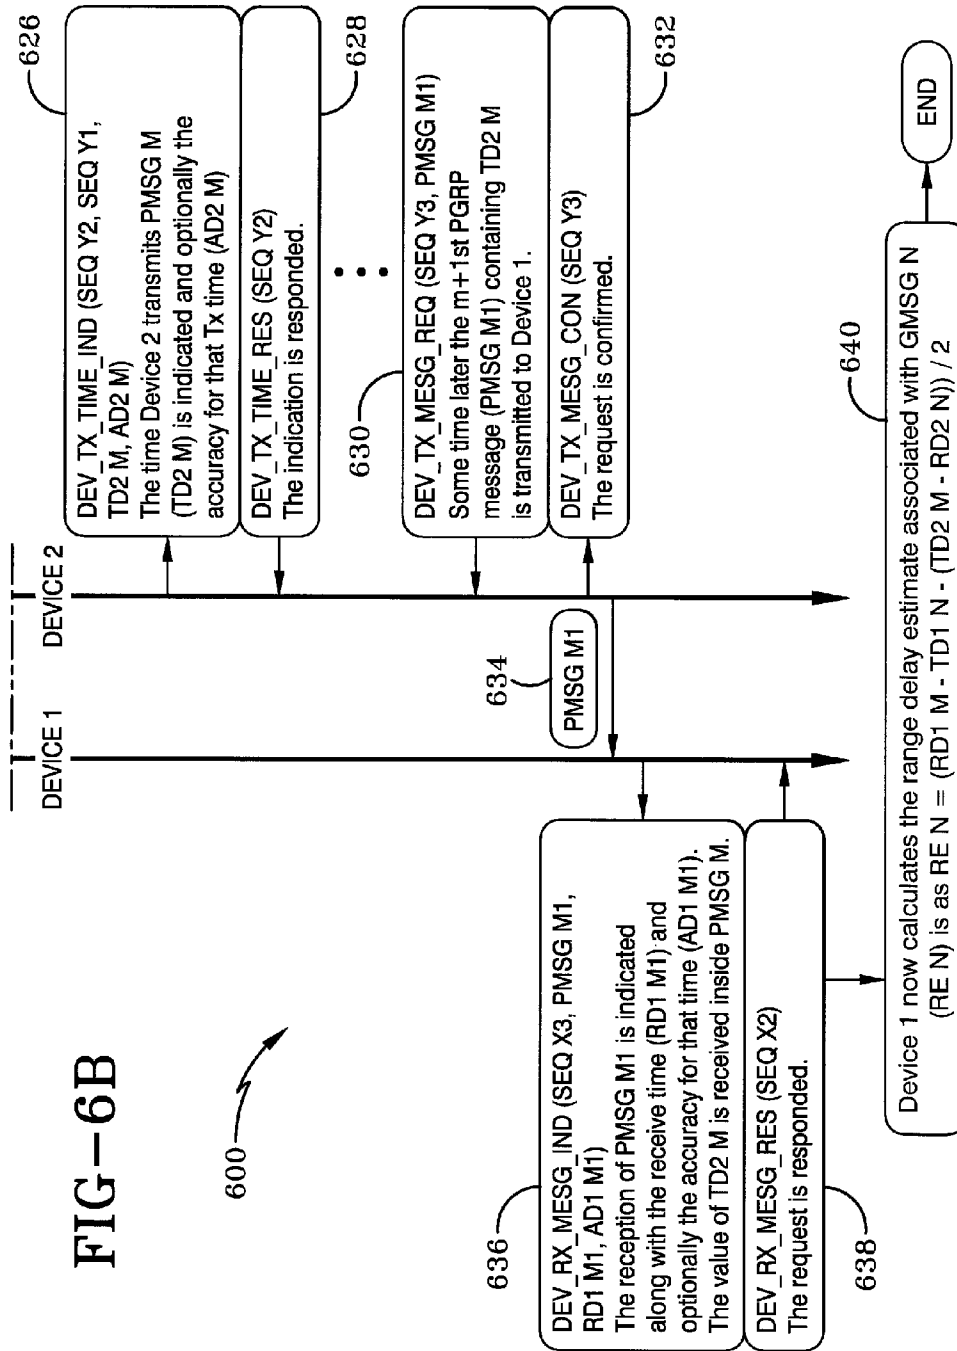 FIG-6B
600
DEVICE 1
DEVICE 2
626
DEV_TX_TIME_IND (SEQ Y2, SEQ Y1,
TD2 M, AD2 M)
The time Device 2 transmits PMSG M
(TD2 M) is indicated and optionally the
accuracy for that Tx time (AD2 M)
628
DEV_TX_TIME_RES (SEQ Y2)
The indication is responded.
630
DEV_TX_MESG_REQ (SEQ Y3, PMSG M1)
Some time later the m+1st PGRP
message (PMSG M1) containing TD2 M
is transmitted to Device 1.
632
DEV_TX_MESG_CON (SEQ Y3)
The request is confirmed.
634
PMSG M1
636
DEV_RX_MESG_IND (SEQ X3, PMSG M1,
RD1 M1, AD1 M1)
The reception of PMSG M1 is indicated
along with the receive time (RD1 M1) and
optionally the accuracy for that time (AD1 M1).
The value of TD2 M is received inside PMSG M.
638
DEV_RX_MESG_RES (SEQ X2)
The request is responded.
640
Device 1 now calculates the range delay estimate associated with GMSG N
(RE N) is as RE N = (RD1 M - TD1 N - (TD2 M - RD2 N)) / 2
END